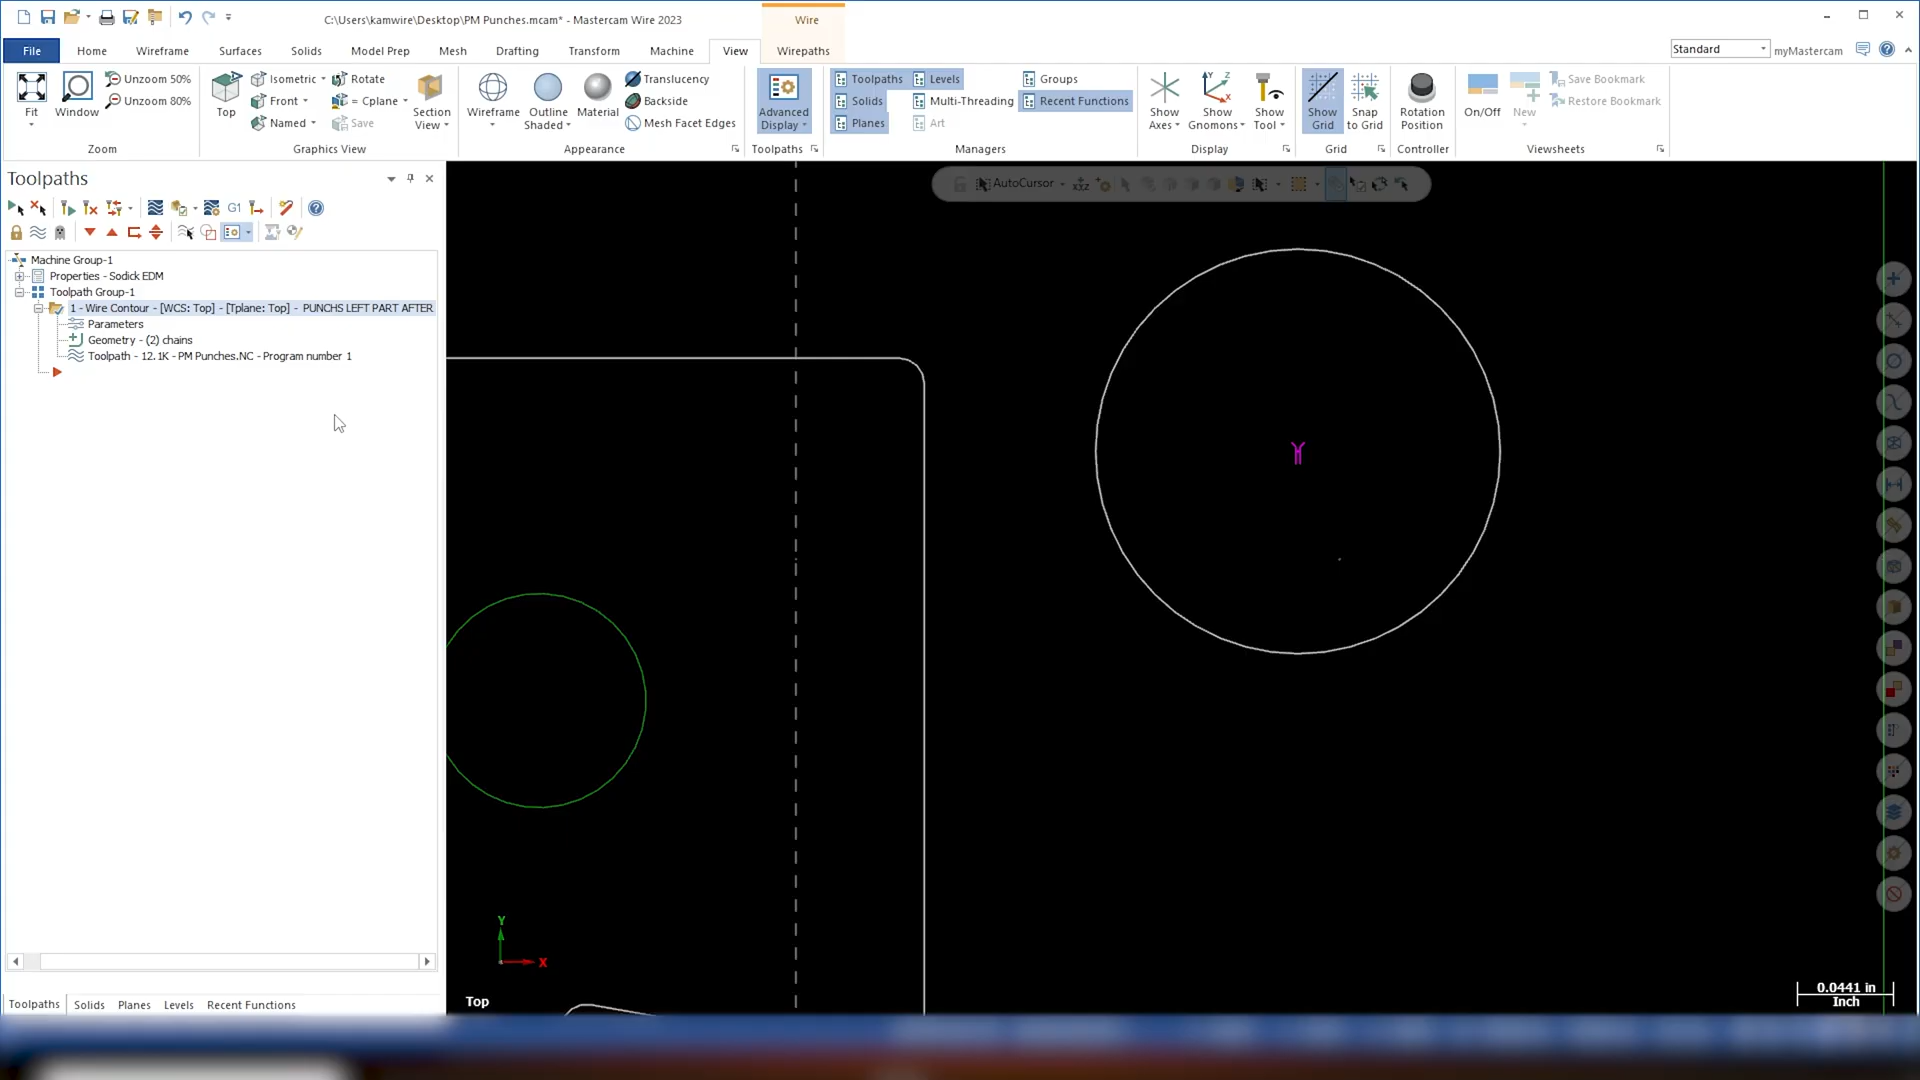 C:\Users\kamwire\Desktop\PM Punches.mcam* - Mastercam Wire 2023
Wire
File
Home
Wireframe
Surfaces
Solids
Model Prep
Mesh
Drafting
Transform
Machine
View
Wirepaths
Standard
myMastercam
Fit
Window
Unzoom 50%
Unzoom 80%
Zoom
Top
Isometric
Front
Named
Rotate
= Cplane
Save
Section View
Graphics View
Wireframe
Outline Shaded
Material
Translucency
Backside
Mesh Facet Edges
Appearance
Advanced Display
Toolpaths
Toolpaths
Solids
Planes
Levels
Multi-Threading
Art
Groups
Recent Functions
Managers
Show Axes
Show Gnomons
Show Tool
Display
Show Grid
Snap to Grid
Grid
Rotation Position
Controller
On/Off
New
Save Bookmark
Restore Bookmark
Viewsheets
Toolpaths
AutoCursor
G1
Machine Group-1
Properties - Sodick EDM
Toolpath Group-1
1 - Wire Contour - [WCS: Top] - [Tplane: Top] - PUNCHS LEFT PART AFTER
Parameters
Geometry - (2) chains
Toolpath - 12.1K - PM Punches.NC - Program number 1
Y
X
Top
0.0441 in
Inch
Toolpaths
Solids
Planes
Levels
Recent Functions